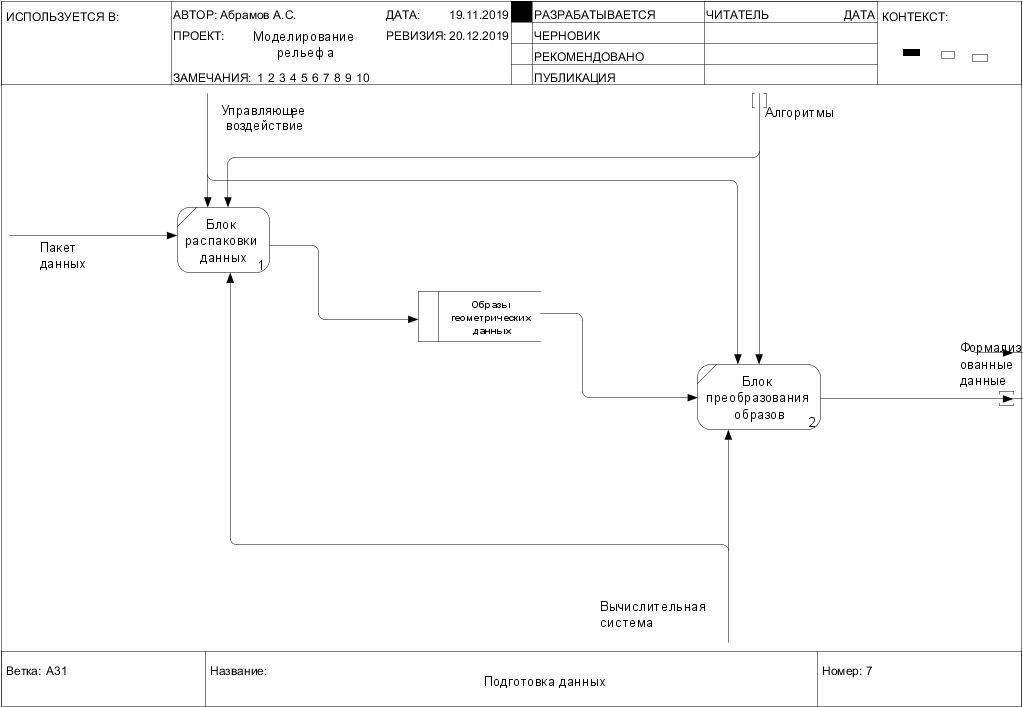 ИСПОЛЬЗУЕТСЯ В:
АВТОР: Абрамов А.С.
ДАТА: 19.11.2019
РАЗРАБАТЫВАЕТСЯ
ЧИТАТЕЛЬ
ДАТА
КОНТЕКСТ:
ПРОЕКТ: Моделирование
рельефа
РЕВИЗИЯ: 20.12.2019
ЧЕРНОВИК
РЕКОМЕНДОВАНО
ЗАМЕЧАНИЯ: 1 2 3 4 5 6 7 8 9 10
ПУБЛИКАЦИЯ
Управляющее
воздействие
Алгоритмы
Блок
распаковки
данных
1
Пакет
данных
Образы
геометрических
данных
Формализ
ованные
данные
Блок
преобразования
образов
2
Вычислительная
система
Ветка: A31
Название:
Подготовка данных
Номер: 7